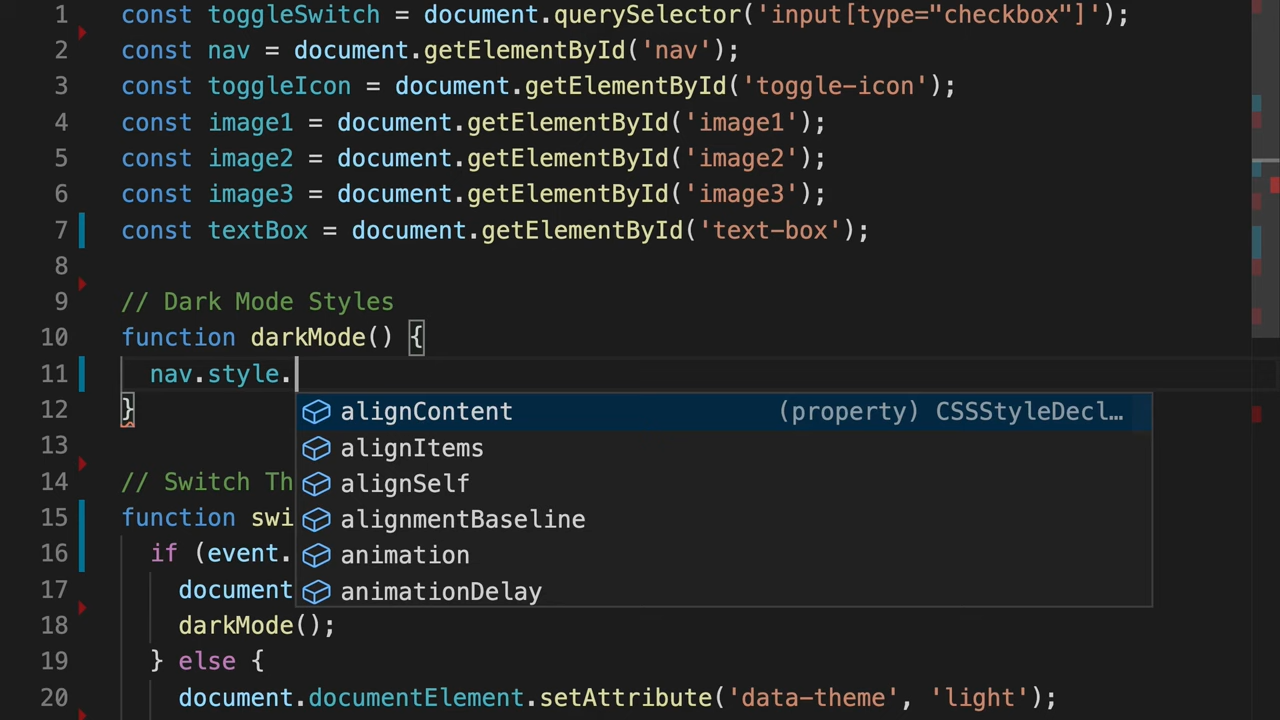 1 const toggleSwitch = document.querySelector('input[type="checkbox"]');
2 const nav = document.getElementById('nav');
3 const toggleIcon = document.getElementById('toggle-icon');
4 const image1 = document.getElementById('image1');
5 const image2 = document.getElementById('image2');
6 const image3 = document.getElementById('image3');
7 const textBox = document.getElementById('text-box');
8
9 // Dark Mode Styles
10 function darkMode() {
11 nav.style.
12 }
alignContent (property) CSSStyleDecl…
alignItems
alignSelf
alignmentBaseline
animation
animationDelay
13
14 // Switch Th
15 function swi
16 if (event.
17 document
18 darkMode();
19 } else {
20 document.documentElement.setAttribute('data-theme', 'light');